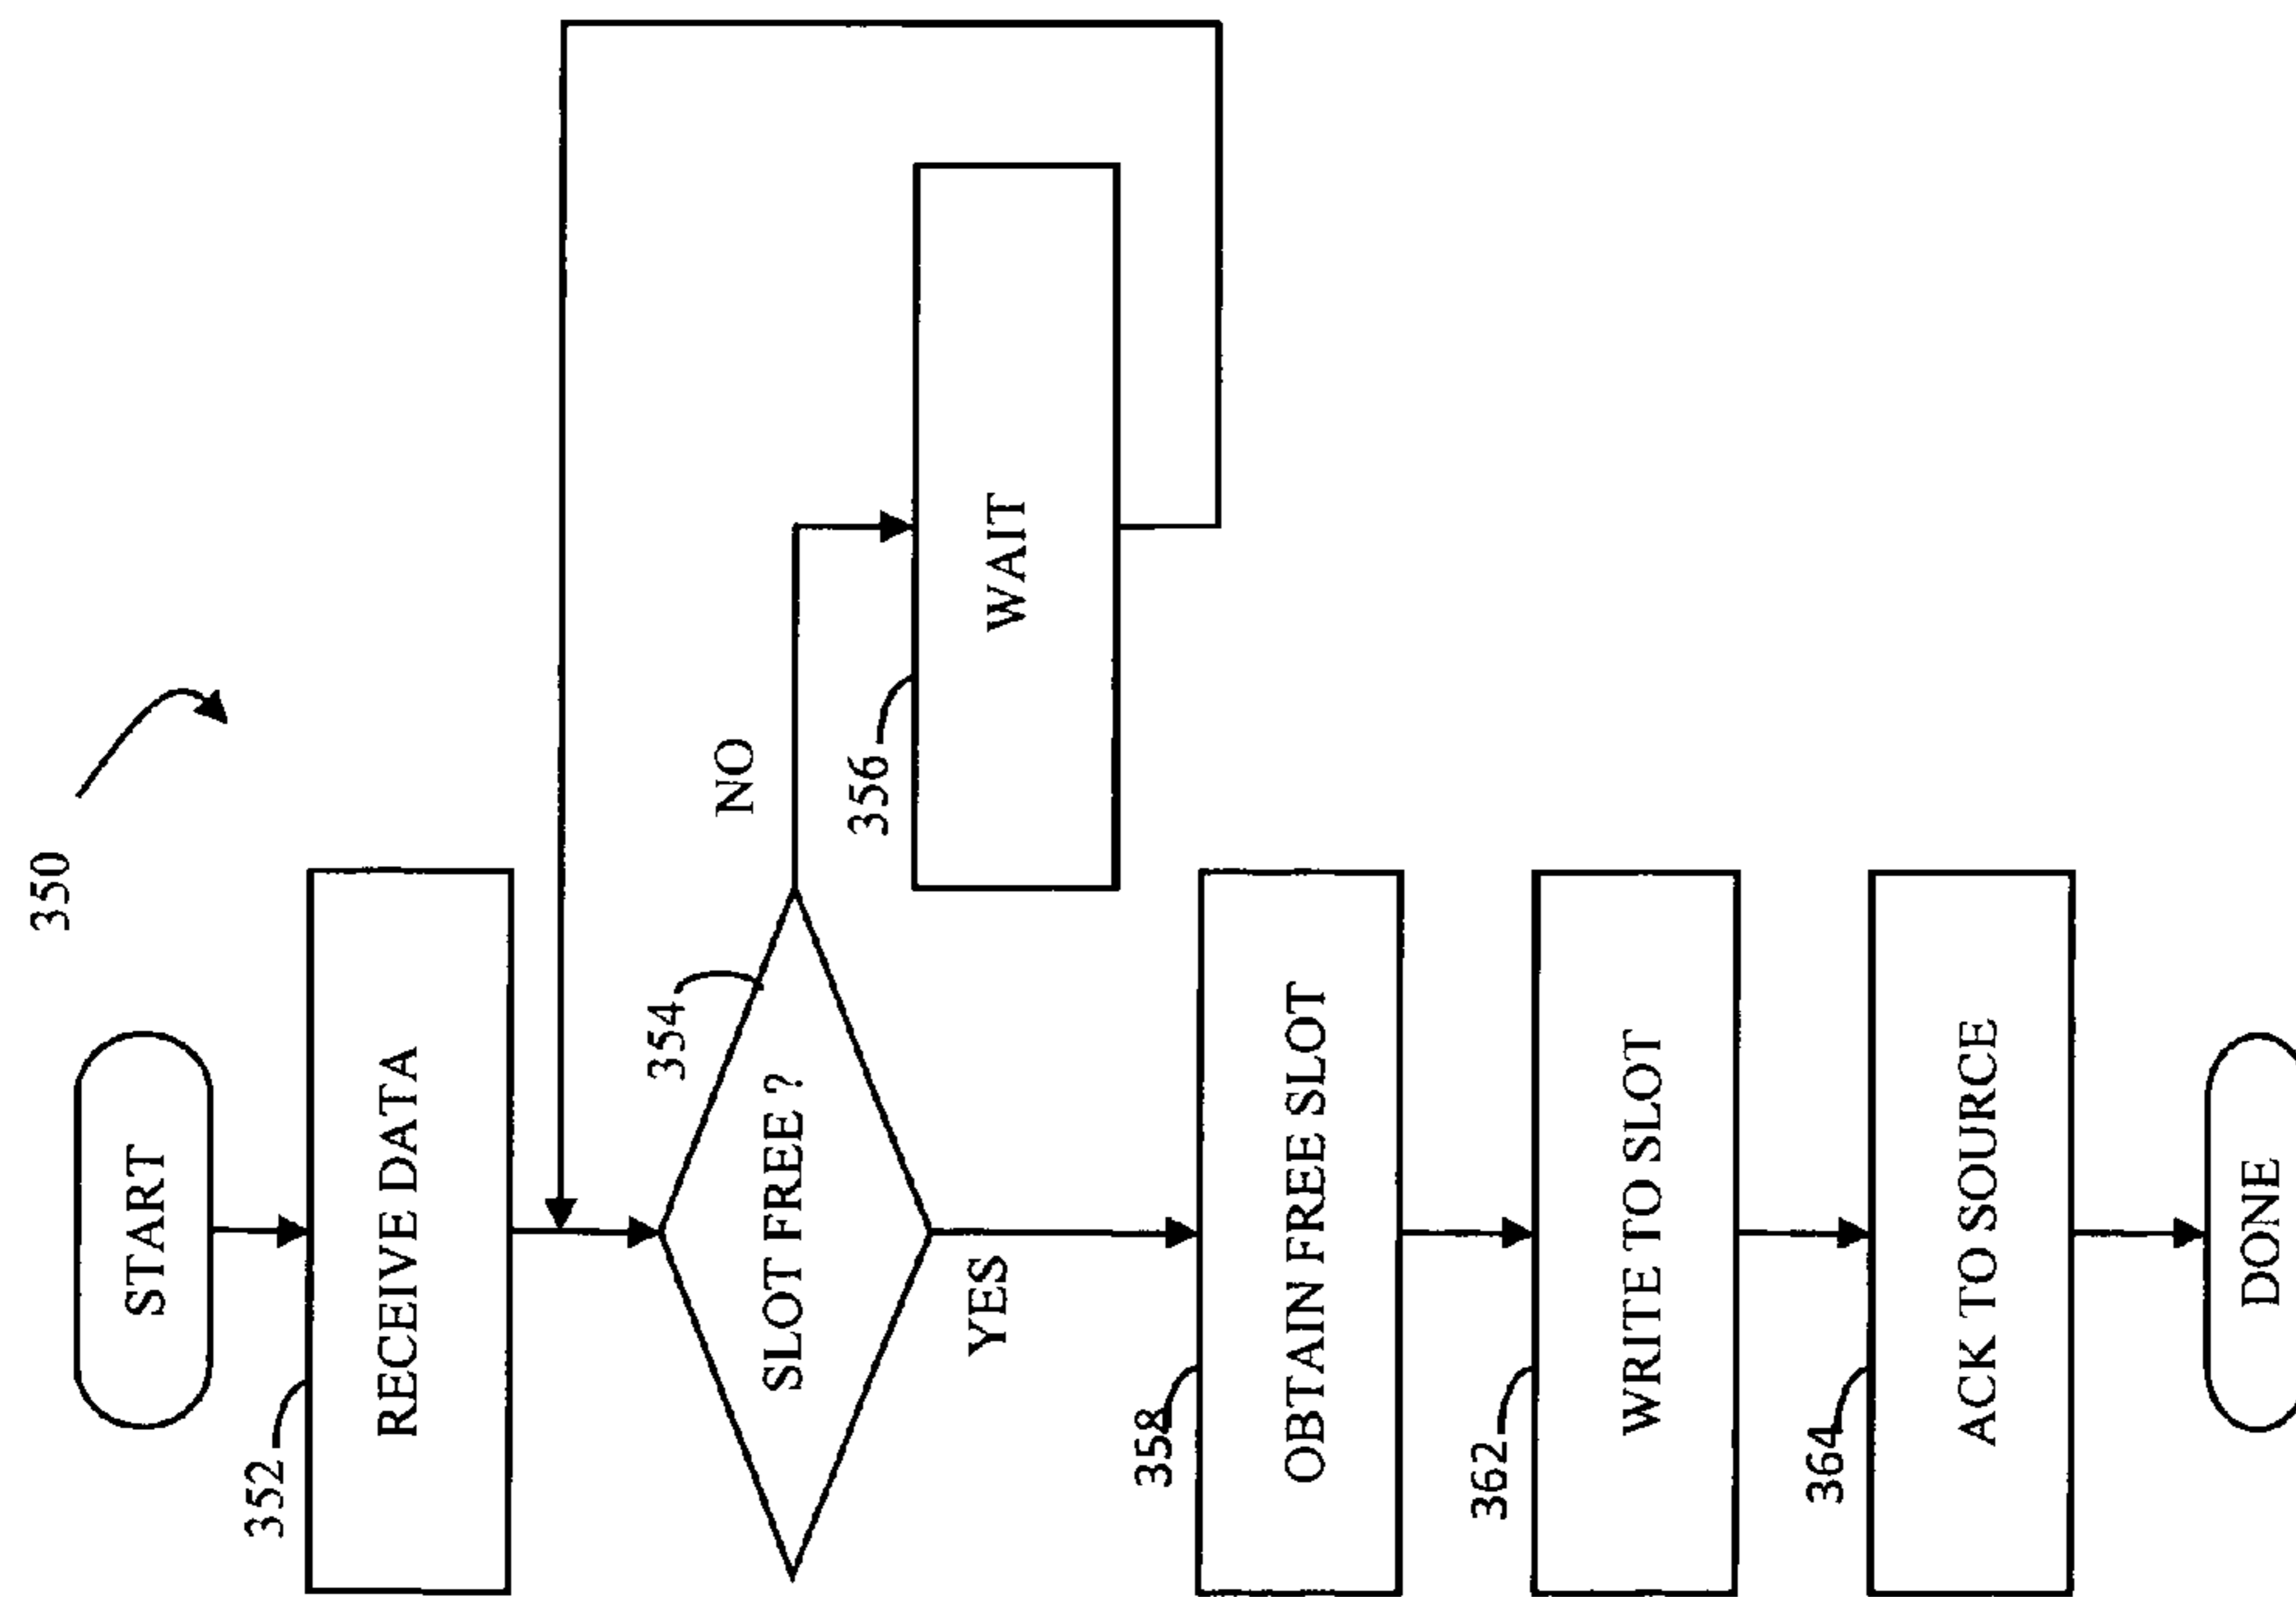 350
START
352
RECEIVE DATA
354
SLOT FREE ?
NO
356
WAIT
YES
358
OBTAIN FREE SLOT
362
WRITE TO SLOT
364
ACK TO SOURCE
DONE